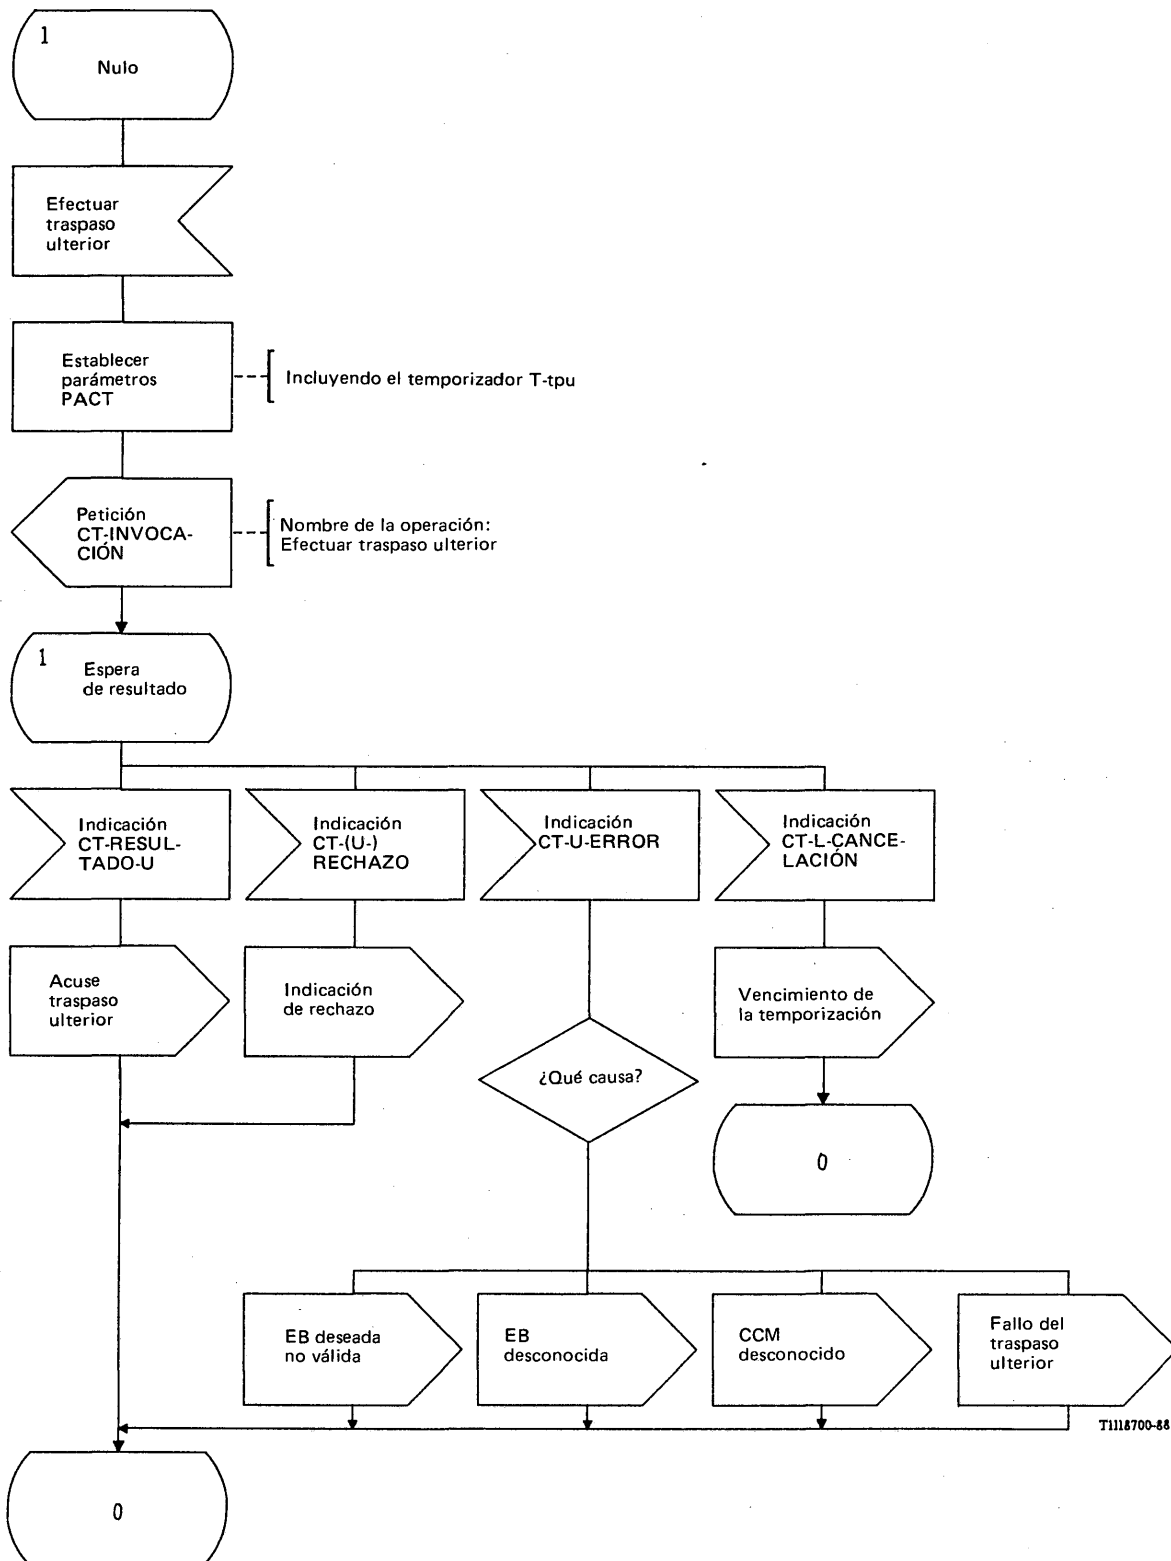 1
Nulo
Efectuar
traspaso
ulterior
Establecer
parámetros
PACT
Incluyendo el temporizador T-tpu
Petición
CT-INVOCA-
CIÓN
Nombre de la operación:
Efectuar traspaso ulterior
1
Espera
de resultado
Indicación
CT-RESUL-
TADO-U
Indicación
CT-(U-)
RECHAZO
Indicación
CT-U-ERROR
Indicación
CT-L-CANCE-
LACIÓN
Acuse
traspaso
ulterior
Indicación
de rechazo
Vencimiento de
la temporización
¿Qué causa?
0
EB deseada
no válida
EB
desconocida
CCM
desconocido
Fallo del
traspaso
ulterior
T1118700-88
0